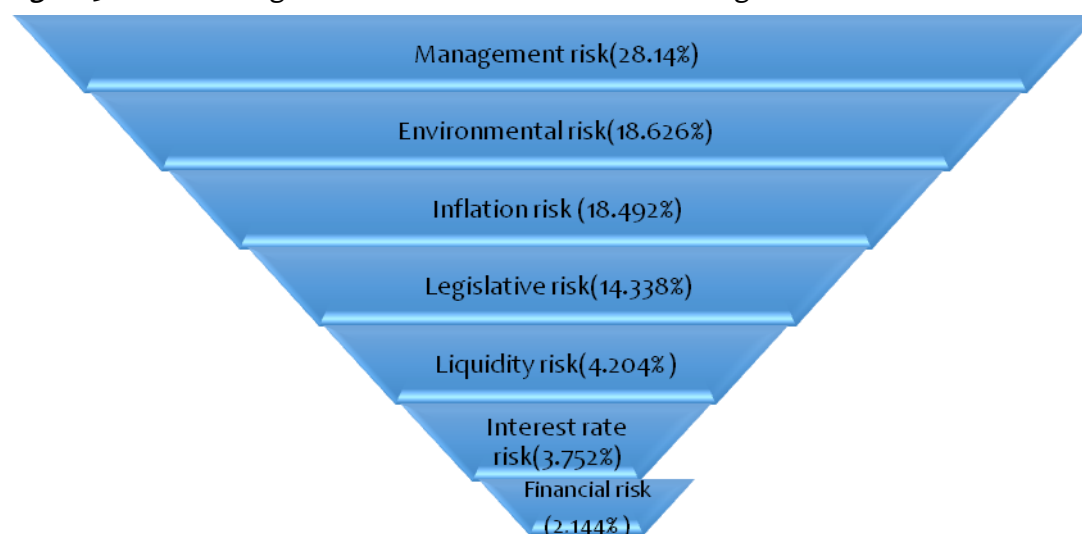 Management risk(28.14%)
Environmental risk(18.626%)
Inflation risk (18.492%)
Legislative risk(14.338%)
Liquidity risk(4.204% )
Interest rate
risk(3.752%)
Financial risk
(2.144% )